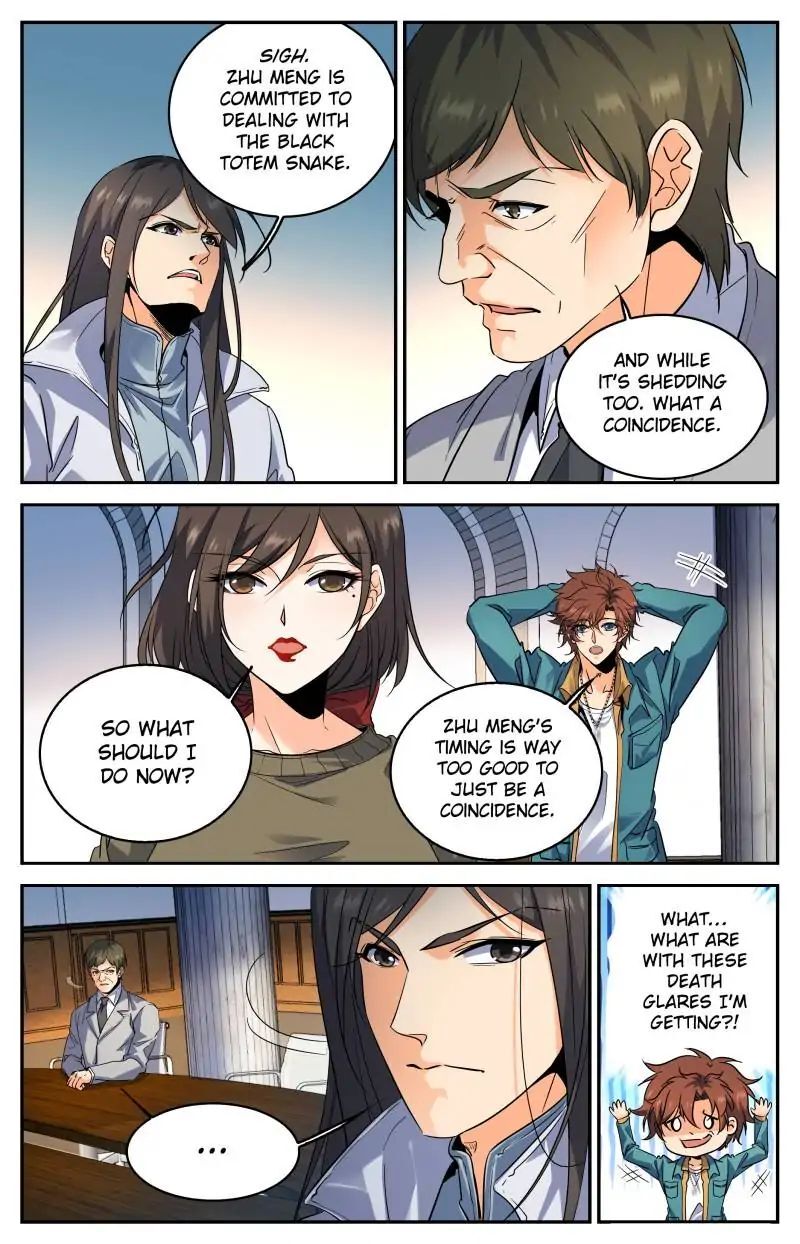 SIGH.
ZHU MENG IS
COMMITTED TO
DEALING WITH
THE BLACK
TOTEM SNAKE.
AND WHILE
IT'S SHEDDING
TOO. WHAT A
COINCIDENCE.
SO WHAT
SHOULD I
DO NOW?
ZHU MENG'S
TIMING IS WAY
TOO GOOD TO
JUST BE A
COINCIDENCE.
...
WHAT...
WHAT ARE
WITH THESE
DEATH
GLARES I'M
GETTING?!